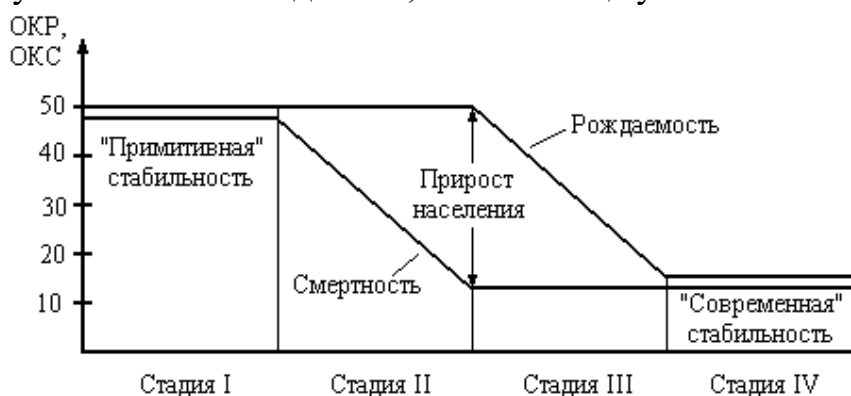 ОКР,
ОКС
50
40
30
20
10
"Примитивная"
стабильность
Смертность
Прирост
населения
Рождаемость
"Современная"
стабильность
Стадия I
Стадия II
Стадия III
Стадия IV